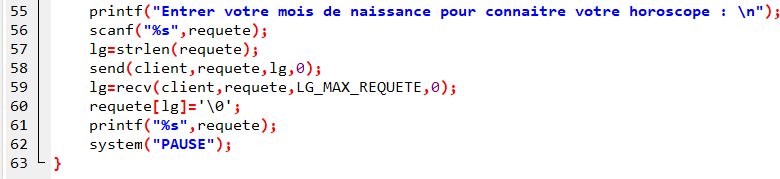 55 printf("Entrer votre mois de naissance pour connaitre votre horoscope : \n");
56 scanf("%s",requete);
57 lg=strlen(requete);
58 send(client,requete,lg,0);
59 lg=recv(client,requete,LG_MAX_REQUETE,0);
60 requete[lg]='\0';
61 printf("%s",requete);
62 system("PAUSE");
63 }